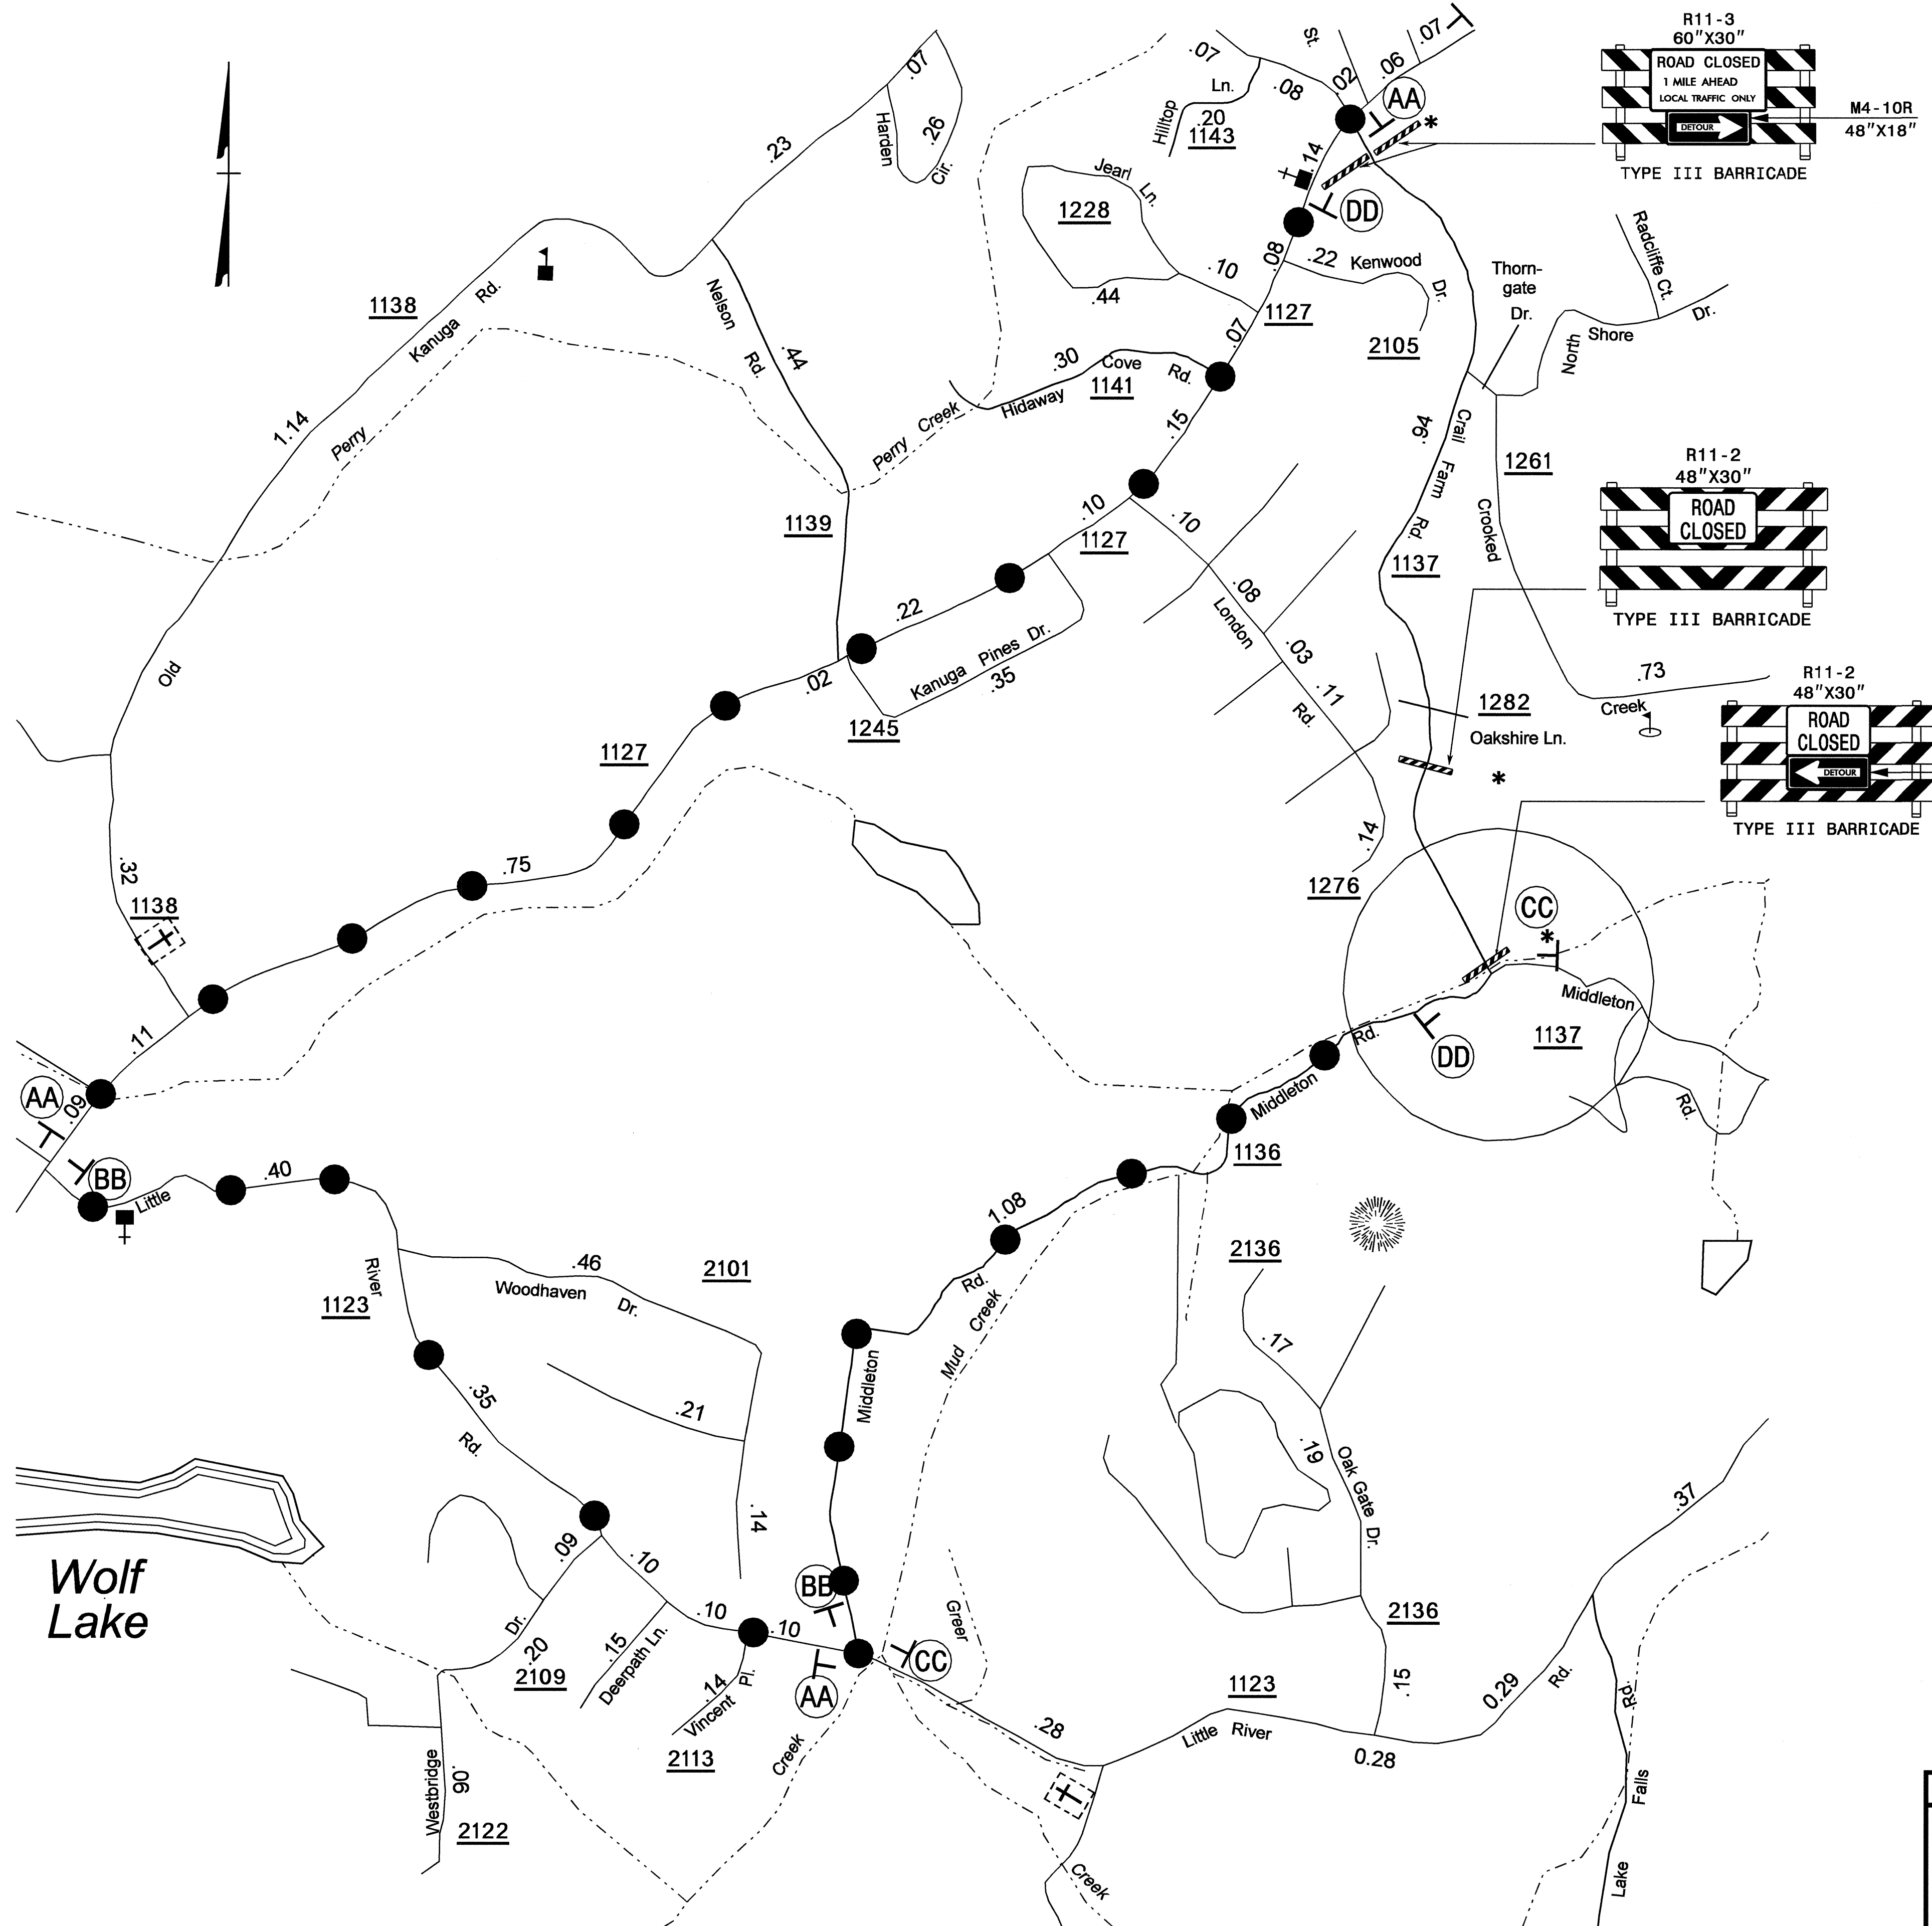 R11-3
60"X30"
ROAD CLOSED
1 MILE AHEAD
LOCAL TRAFFIC ONLY
DETOUR
M4-10R
48"X18"
TYPE III BARRICADE
.07
St.
.02
.06
.07
AA
*
.08
Ln.
Hilltop
.20
1143
.14
DD
.07
Harden
.26
Cir.
.23
Jearl
Ln.
1228
.10
.44
.08
.22
Kenwood
Dr.
1127
2105
.07
Thorn-
gate
Dr.
Radcliffe Ct.
North
Shore
Dr.
1138
Kanuga
Rd.
Nelson
Rd.
.44
.30
Cove
Rd.
Hidaway
1141
1.14
Perry
Perry
Creek
.15
.94
Crail
Farm
Rd.
1137
1261
Crooked
R11-2
48"X30"
ROAD
CLOSED
TYPE III BARRICADE
1139
.10
1127
.10
.08
London
.03
.11
Rd.
.22
Kanuga
Pines
Dr.
.35
.02
1245
Old
.73
Creek
1282
Oakshire Ln.
*
R11-2
48"X30"
ROAD
CLOSED
DETOUR
TYPE III BARRICADE
1127
.14
1276
.75
.32
1138
CC
*
Middleton
1137
Rd.
Rd.
DD
Middleton
1136
.11
AA
.09
BB
Little
.40
1.08
2136
River
1123
.46
Woodhaven
Dr.
2101
Rd.
Mud
Creek
.17
Middleton
.35
Rd.
.21
.19
Oak Gate
Dr.
.14
.37
Wolf
Lake
.09
.10
BB
Greer
2136
Dr.
.20
2109
.15
Deerpath Ln.
.10
.10
.14
Vincent
Pl.
2113
AA
CC
1123
.15
0.29
Rd.
.28
Little
River
0.28
Rd.
Creek
Westbridge
.06
2122
Falls
Lake
Creek